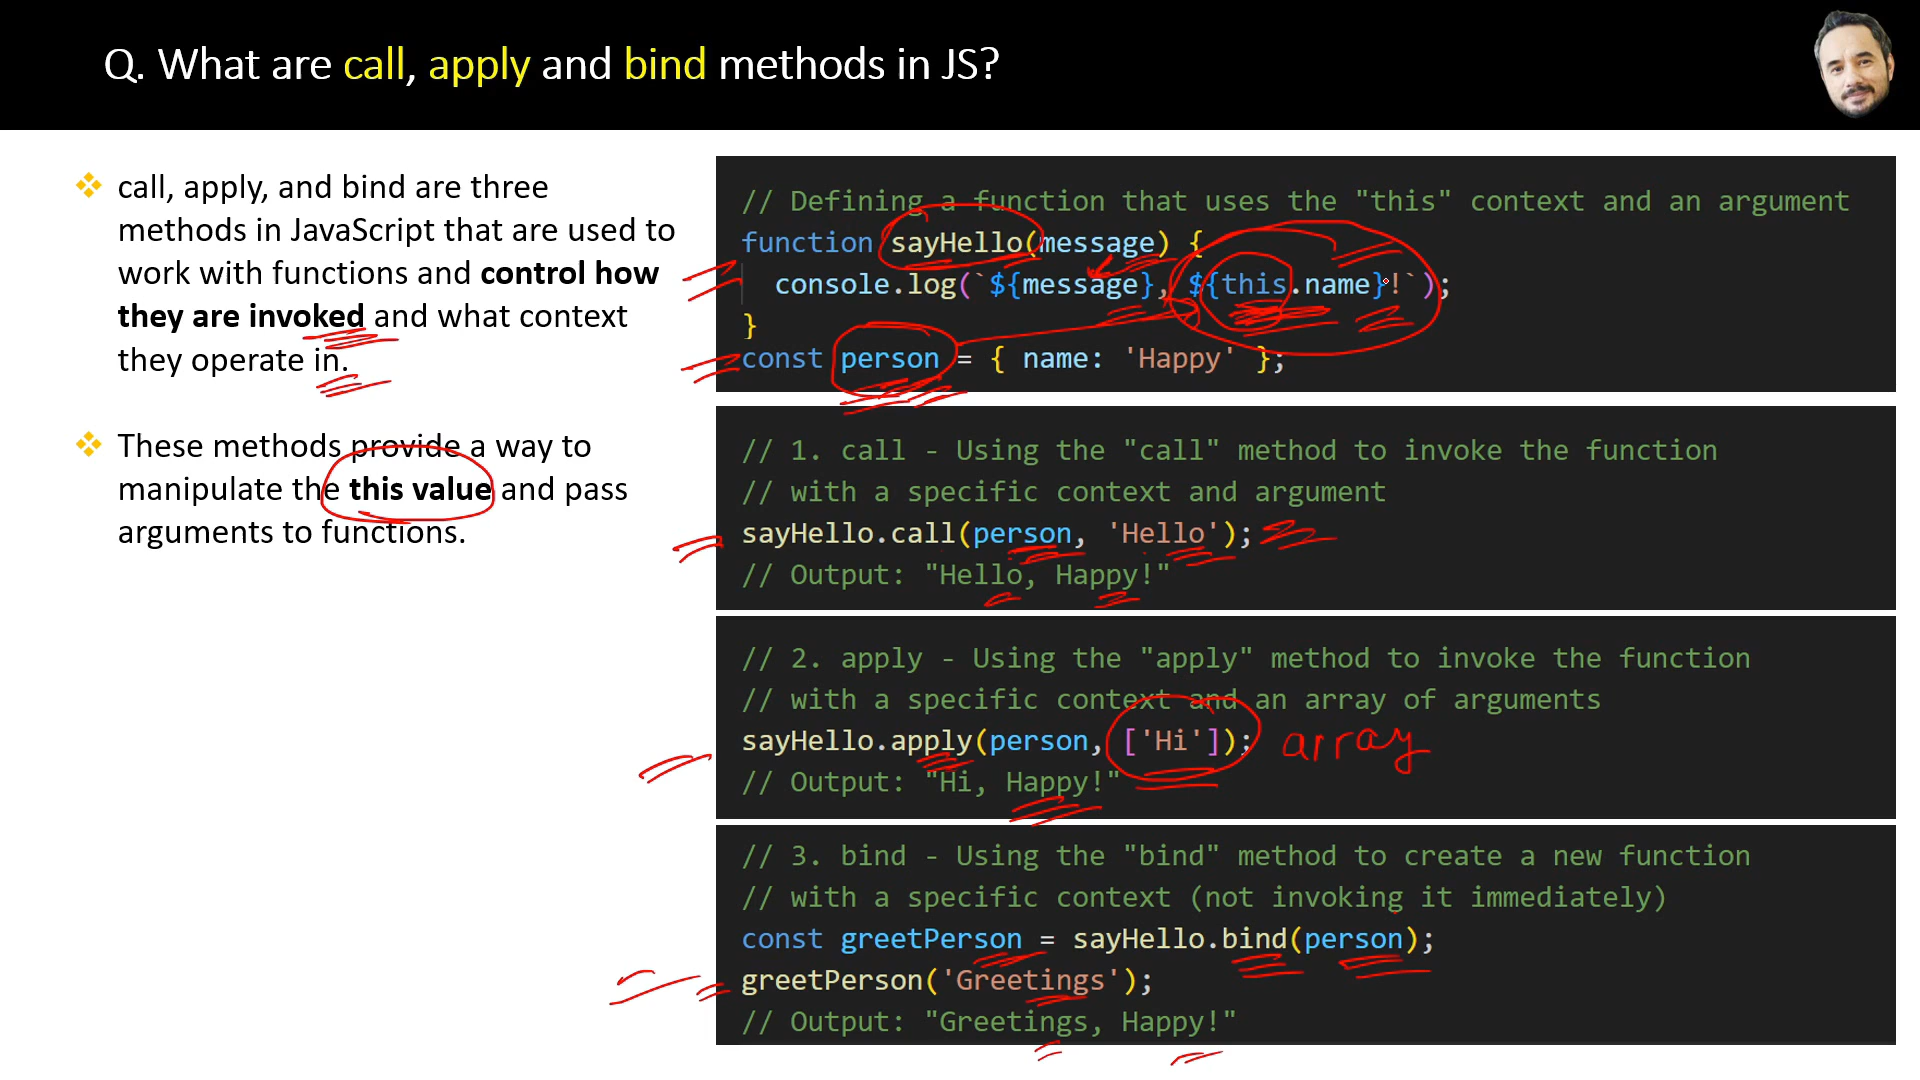 Q. What are call, apply and bind methods in JS?
call, apply, and bind are three
methods in JavaScript that are used to
work with functions and control how
they are invoked and what context
they operate in.
These methods provide a way to
manipulate the this value and pass
arguments to functions.
// Defining a function that uses the "this" context and an argument
function sayHello(message) {
console.log(`${message}, ${this.name}!`);
}
const person = { name: 'Happy' };
// 1. call - Using the "call" method to invoke the function
// with a specific context and argument
sayHello.call(person, 'Hello');
// Output: "Hello, Happy!"
// 2. apply - Using the "apply" method to invoke the function
// with a specific context and an array of arguments
sayHello.apply(person, ['Hi']); array
// Output: "Hi, Happy!"
// 3. bind - Using the "bind" method to create a new function
// with a specific context (not invoking it immediately)
const greetPerson = sayHello.bind(person);
greetPerson('Greetings');
// Output: "Greetings, Happy!"